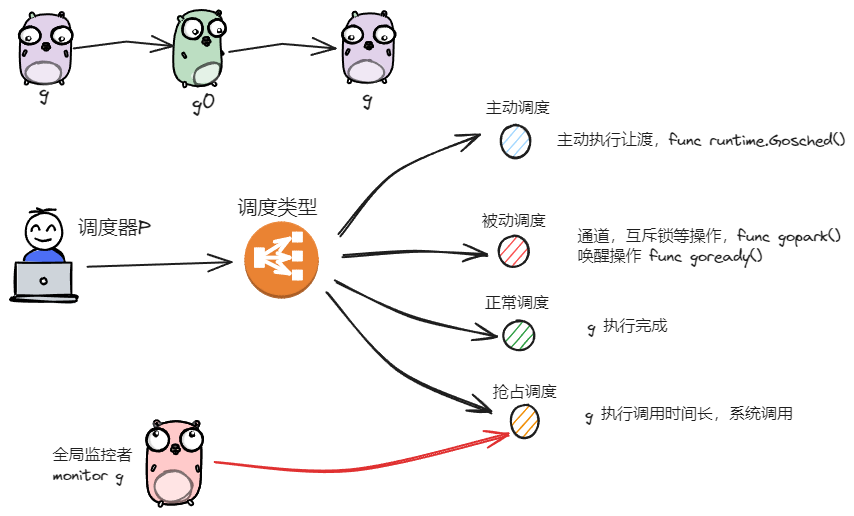 g
g0
g
主动调度
主动执行让渡，func runtime.Gosched()
调度类型
调度器P
被动调度
通道，互斥锁等操作，func gopark()
唤醒操作 func goready()
正常调度
g 执行完成
抢占调度
g 执行调用时间长，系统调用
全局监控者
monitor g